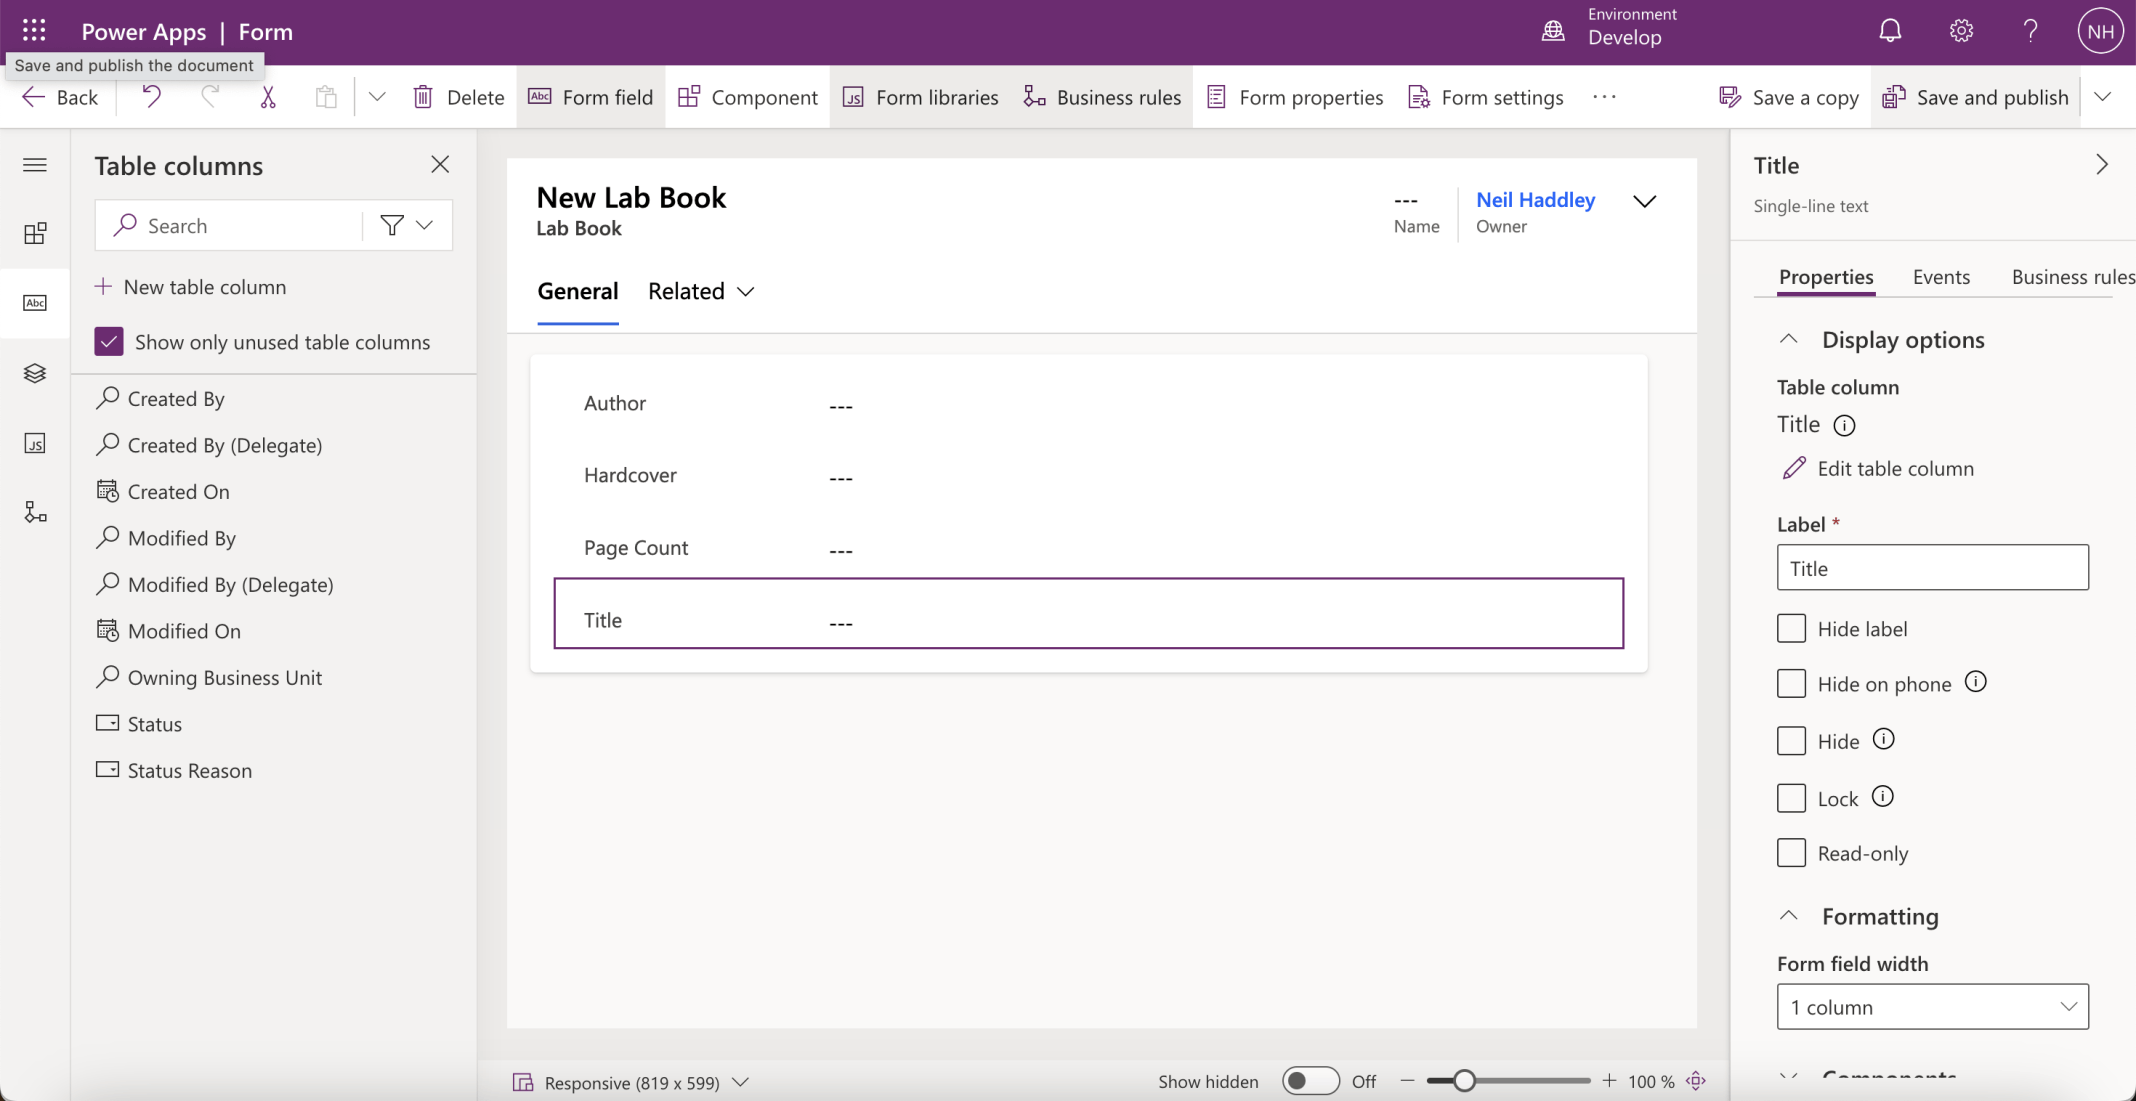 Power Apps | Form
Environment
Develop
NH
Save and publish the document
Back
Delete
Abc Form field
Component
JS Form libraries
Business rules
Form properties
Form settings
...
Save a copy
Save and publish
Table columns
Search
New table column
Show only unused table columns
Created By
Created By (Delegate)
Created On
Modified By
Modified By (Delegate)
Modified On
Owning Business Unit
Status
Status Reason
Abc
JS
New Lab Book
Lab Book
---
Name
Neil Haddley
Owner
General
Related
Author ---
Hardcover ---
Page Count ---
Title ---
Responsive (819 x 599)
Show hidden
Off
100 %
Title
Single-line text
Properties
Events
Business rules
Display options
Table column
Title
Edit table column
Label *
Title
Hide label
Hide on phone
Hide
Lock
Read-only
Formatting
Form field width
1 column
Components